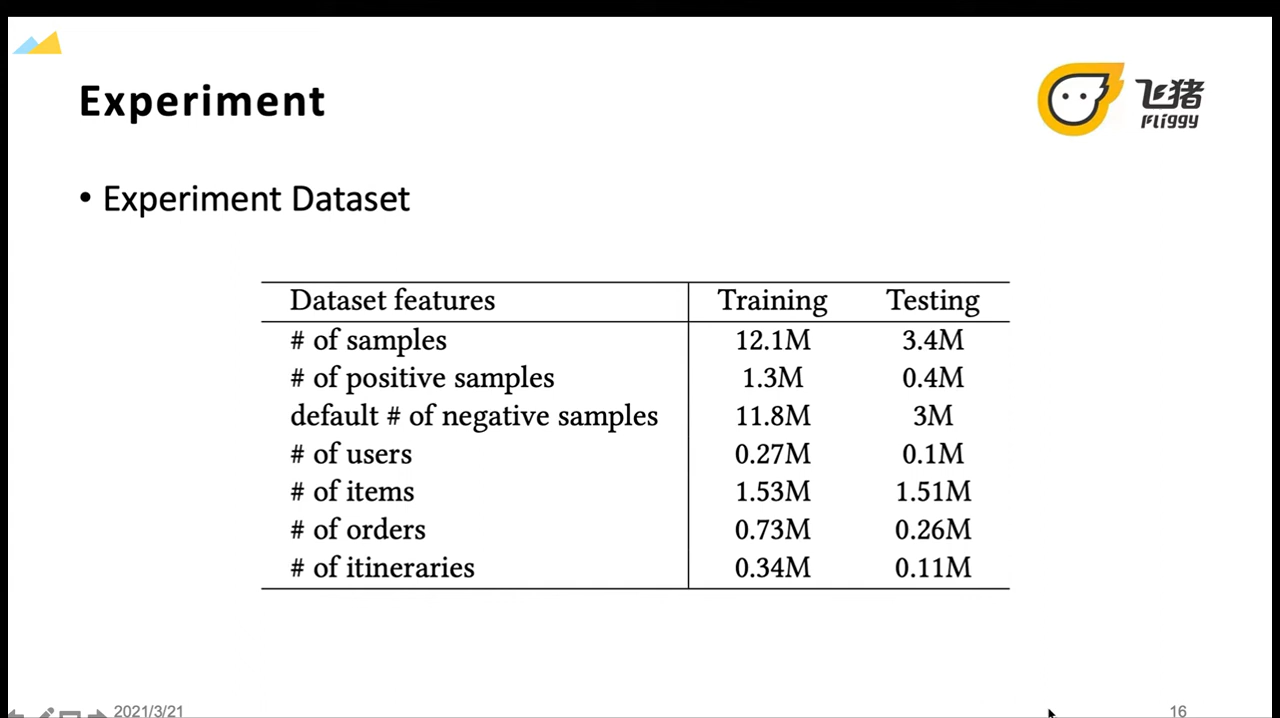 Experiment
飞猪
Fliggy
• Experiment Dataset
Dataset features Training Testing
# of samples 12.1M 3.4M
# of positive samples 1.3M 0.4M
default # of negative samples 11.8M 3M
# of users 0.27M 0.1M
# of items 1.53M 1.51M
# of orders 0.73M 0.26M
# of itineraries 0.34M 0.11M
2021/3/21 16